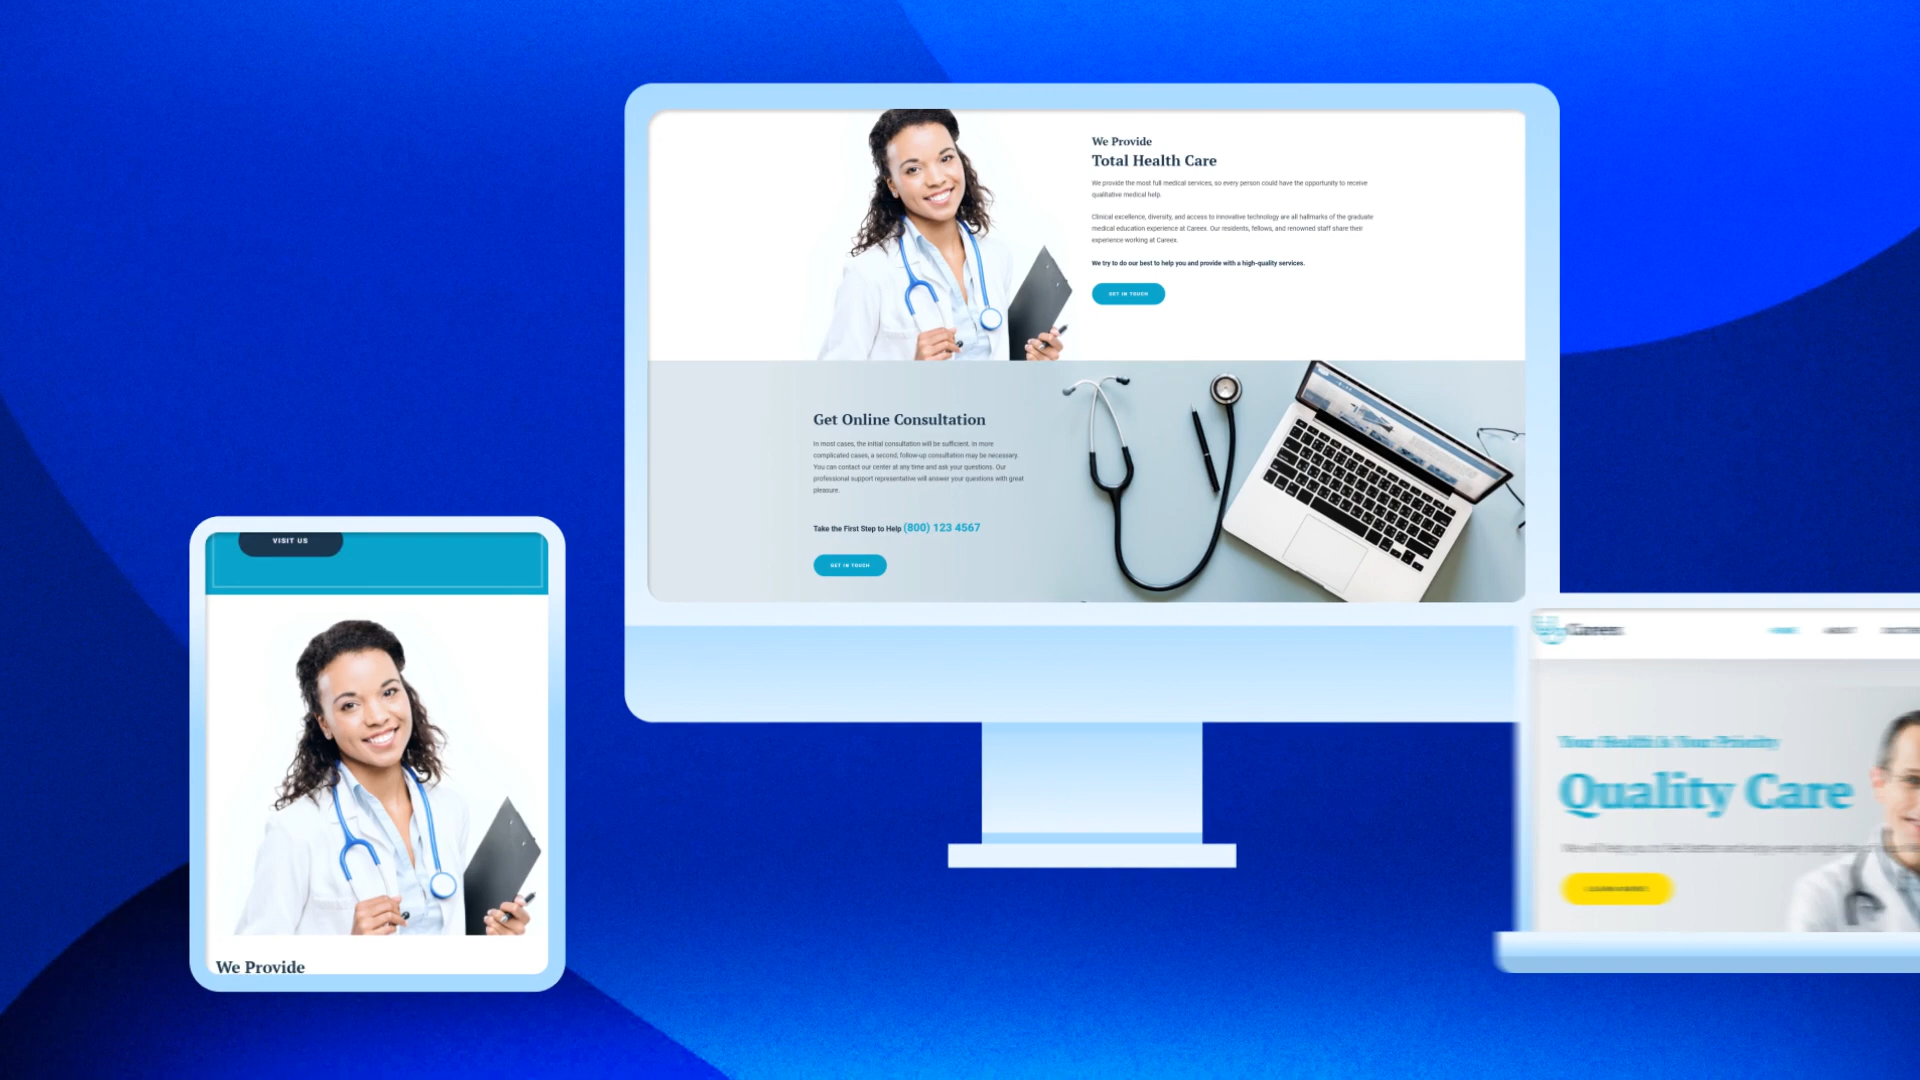 We Provide
Total Health Care
We provide the most full medical services, so every person could have the opportunity to receive
qualitative medical help.
Clinical excellence, diversity, and access to innovative technology are all hallmarks of the graduate
medical education experience at Careex. Our residents, fellows, and renowned staff share their
experience working at Careex.
We try to do our best to help you and provide with a high-quality services.
GET IN TOUCH
Get Online Consultation
In most cases, the initial consultation will be sufficient. In more
complicated cases, a second, follow-up consultation may be necessary.
You can contact our center at any time and ask your questions. Our
professional support representative will answer your questions with great
pleasure.
Take the First Step to Help (800) 123 4567
GET IN TOUCH
VISIT US
We Provide
Careex
Your Health is Your Priority
Quality Care